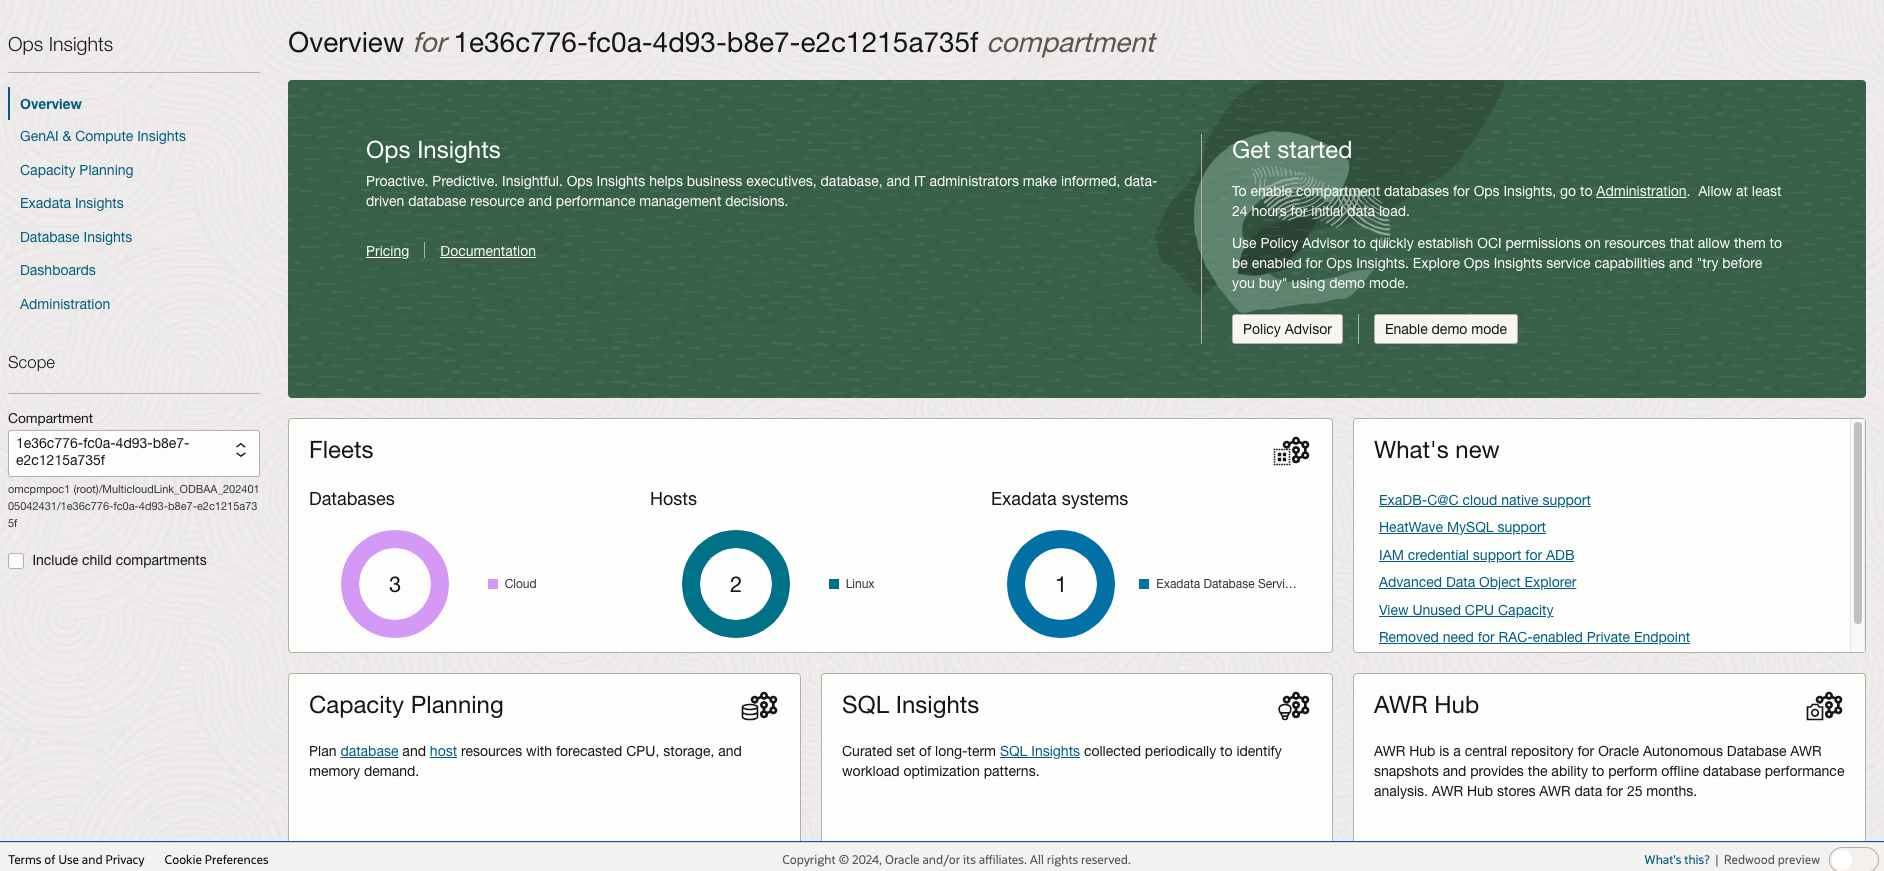 Ops Insights
Overview
GenAI & Compute Insights
Capacity Planning
Exadata Insights
Database Insights
Dashboards
Administration
Scope
Compartment
1e36c776-fc0a-4d93-b8e7-
e2c1215a735f
omcpmpoc1 (root)/MulticloudLink_ODBAA_202401
05042431/1e36c776-fc0a-4d93-b8e7-e2c1215a73
5f
Include child compartments
Overview for 1e36c776-fc0a-4d93-b8e7-e2c1215a735f compartment
Ops Insights
Proactive. Predictive. Insightful. Ops Insights helps business executives, database, and IT administrators make informed, data-
driven database resource and performance management decisions.
Pricing
Documentation
Get started
To enable compartment databases for Ops Insights, go to Administration. Allow at least
24 hours for initial data load.
Use Policy Advisor to quickly establish OCI permissions on resources that allow them to
be enabled for Ops Insights. Explore Ops Insights service capabilities and "try before
you buy" using demo mode.
Policy Advisor
Enable demo mode
Fleets
Databases
3
Cloud
Hosts
2
Linux
Exadata systems
1
Exadata Database Servi...
What's new
ExaDB-C@C cloud native support
HeatWave MySQL support
IAM credential support for ADB
Advanced Data Object Explorer
View Unused CPU Capacity
Removed need for RAC-enabled Private Endpoint
Capacity Planning
Plan database and host resources with forecasted CPU, storage, and
memory demand.
SQL Insights
Curated set of long-term SQL Insights collected periodically to identify
workload optimization patterns.
AWR Hub
AWR Hub is a central repository for Oracle Autonomous Database AWR
snapshots and provides the ability to perform offline database performance
analysis. AWR Hub stores AWR data for 25 months.
Terms of Use and Privacy
Cookie Preferences
Copyright © 2024, Oracle and/or its affiliates. All rights reserved.
What's this? | Redwood preview